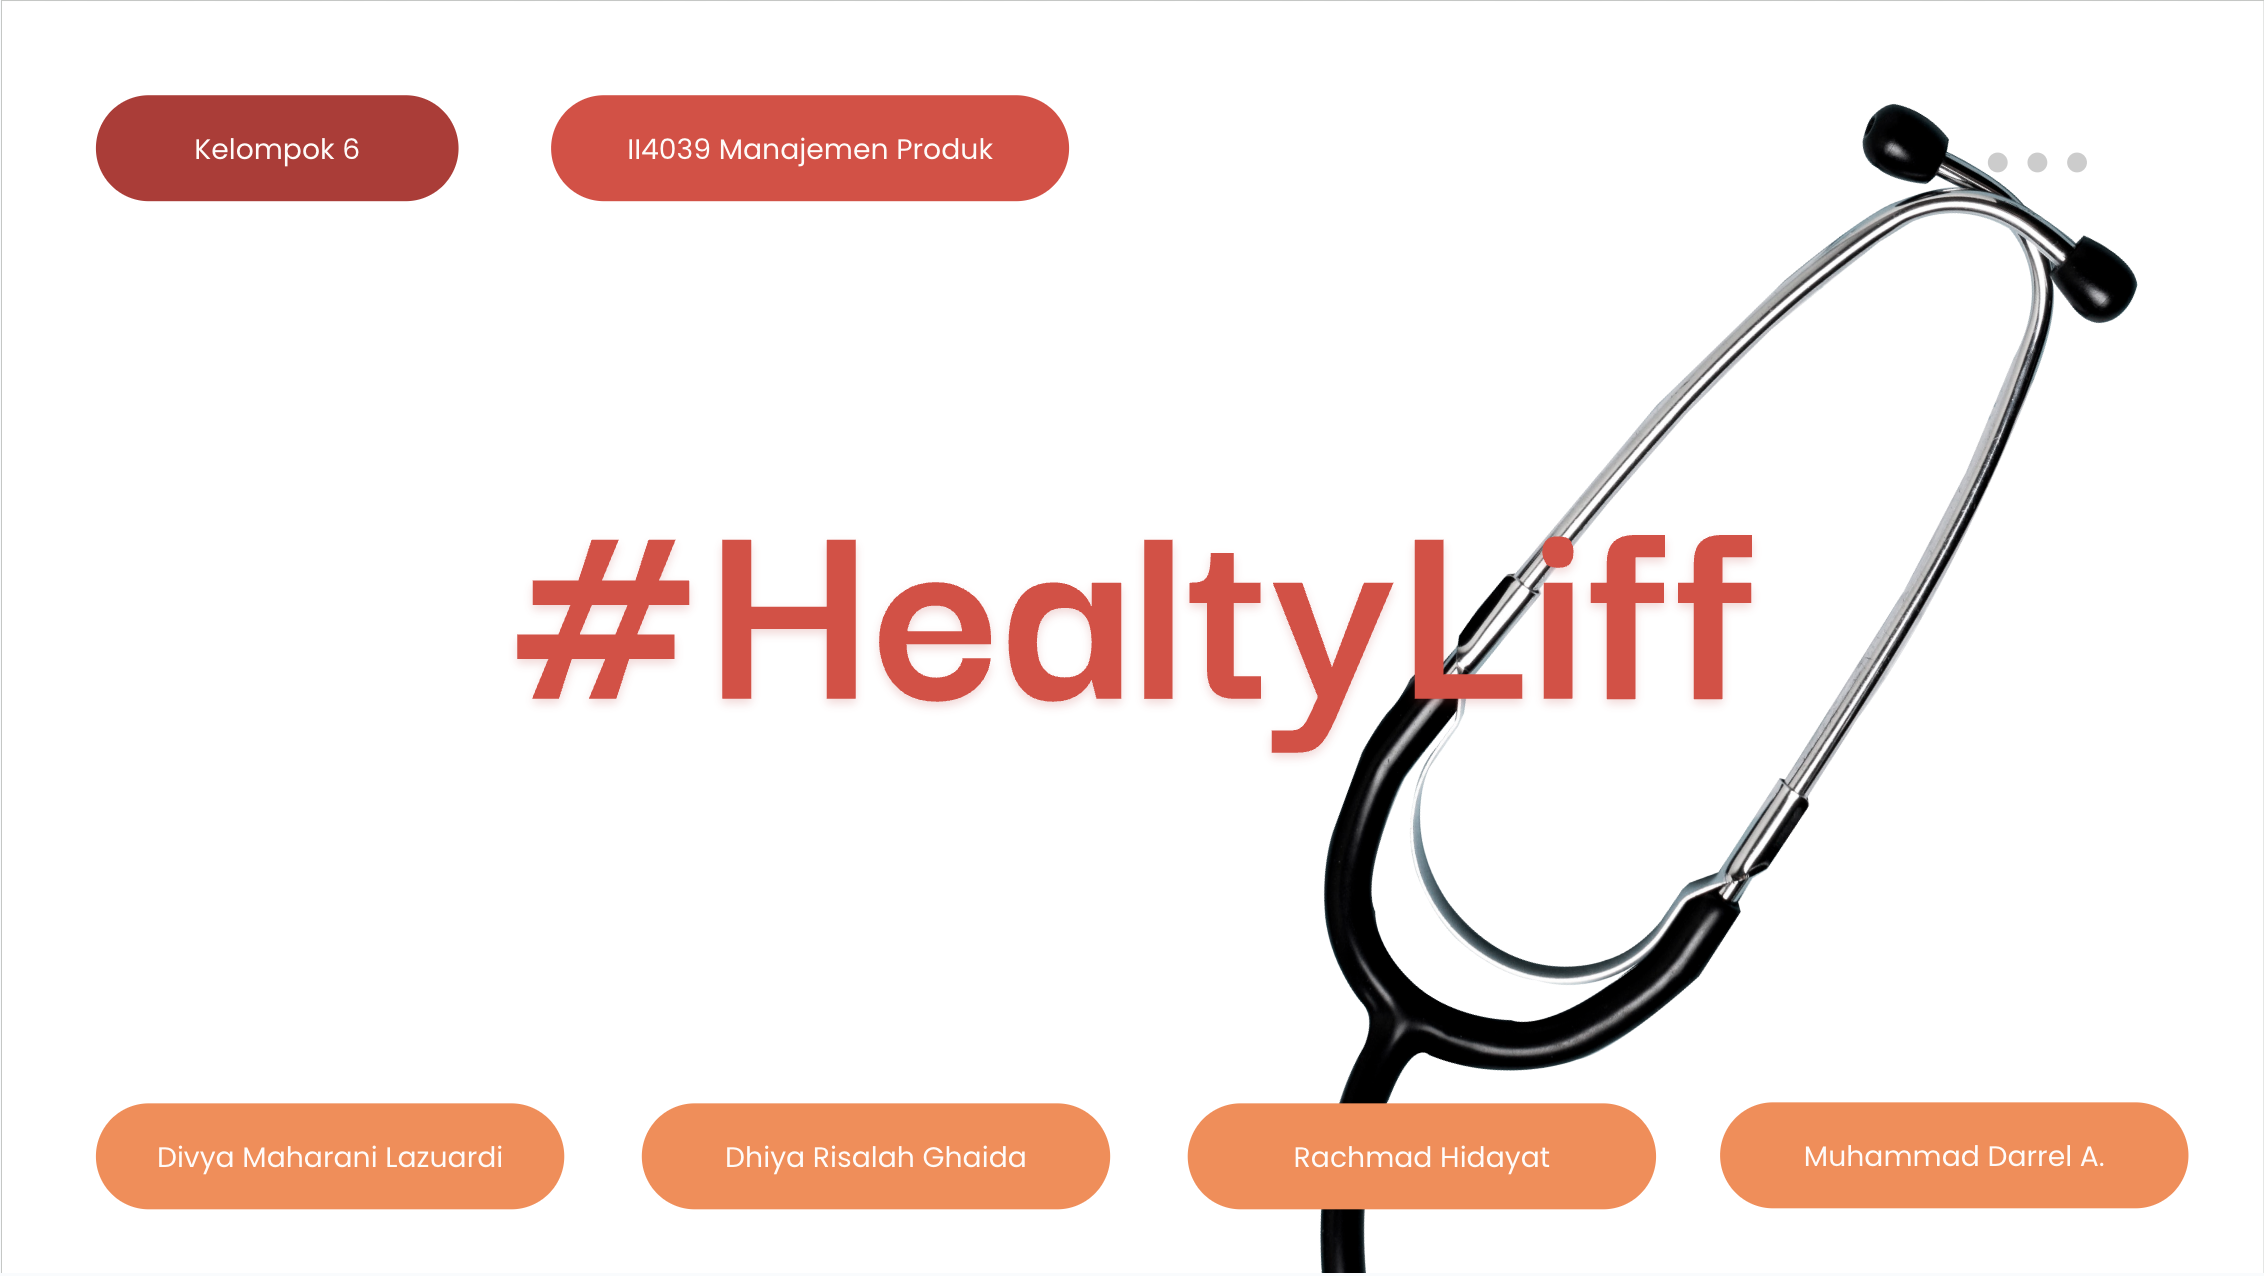 Kelompok 6
II4039 Manajemen Produk
#HealtyLiff
Divya Maharani Lazuardi
Dhiya Risalah Ghaida
Rachmad Hidayat
Muhammad Darrel A.